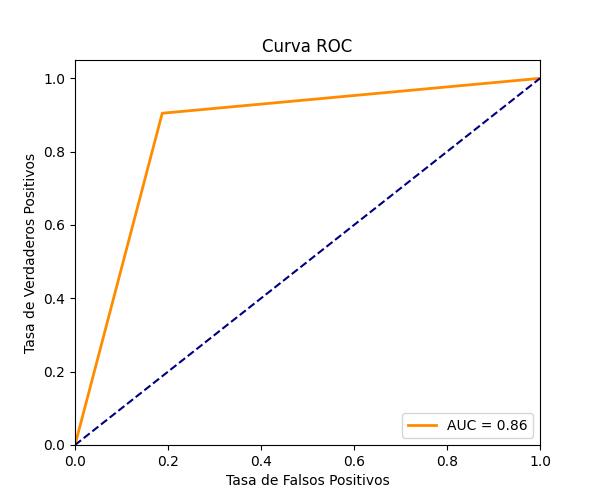 Curva ROC
Tasa de Verdaderos Positivos
1.0
0.8
0.6
0.4
0.2
0.0
0.0 0.2 0.4 0.6 0.8 1.0
Tasa de Falsos Positivos
AUC = 0.86